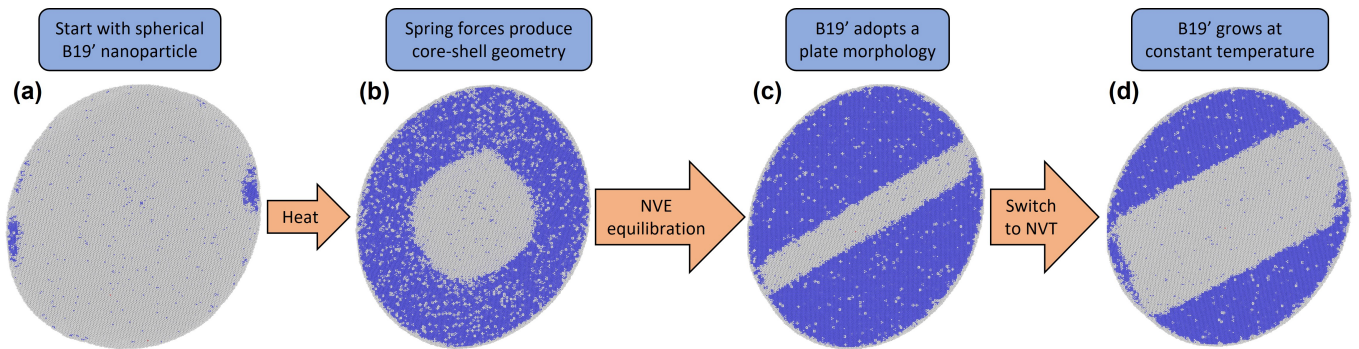 Start with spherical
B19’ nanoparticle
Spring forces produce
core-shell geometry
B19’ adopts a
plate morphology
B19’ grows at
constant temperature
(a)
(b)
(c)
(d)
Heat
NVE
equilibration
Switch
to NVT